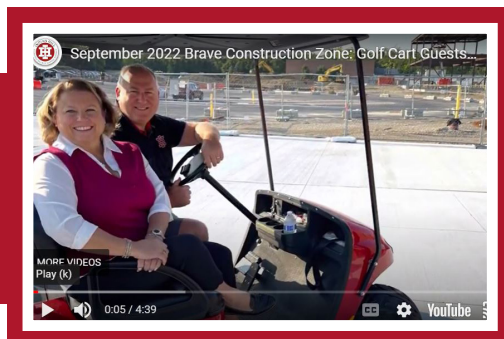 September 2022 Brave Construction Zone: Golf Cart Guests...
MORE VIDEOS
Play (k)
0:05 / 4:39
CC
YouTube